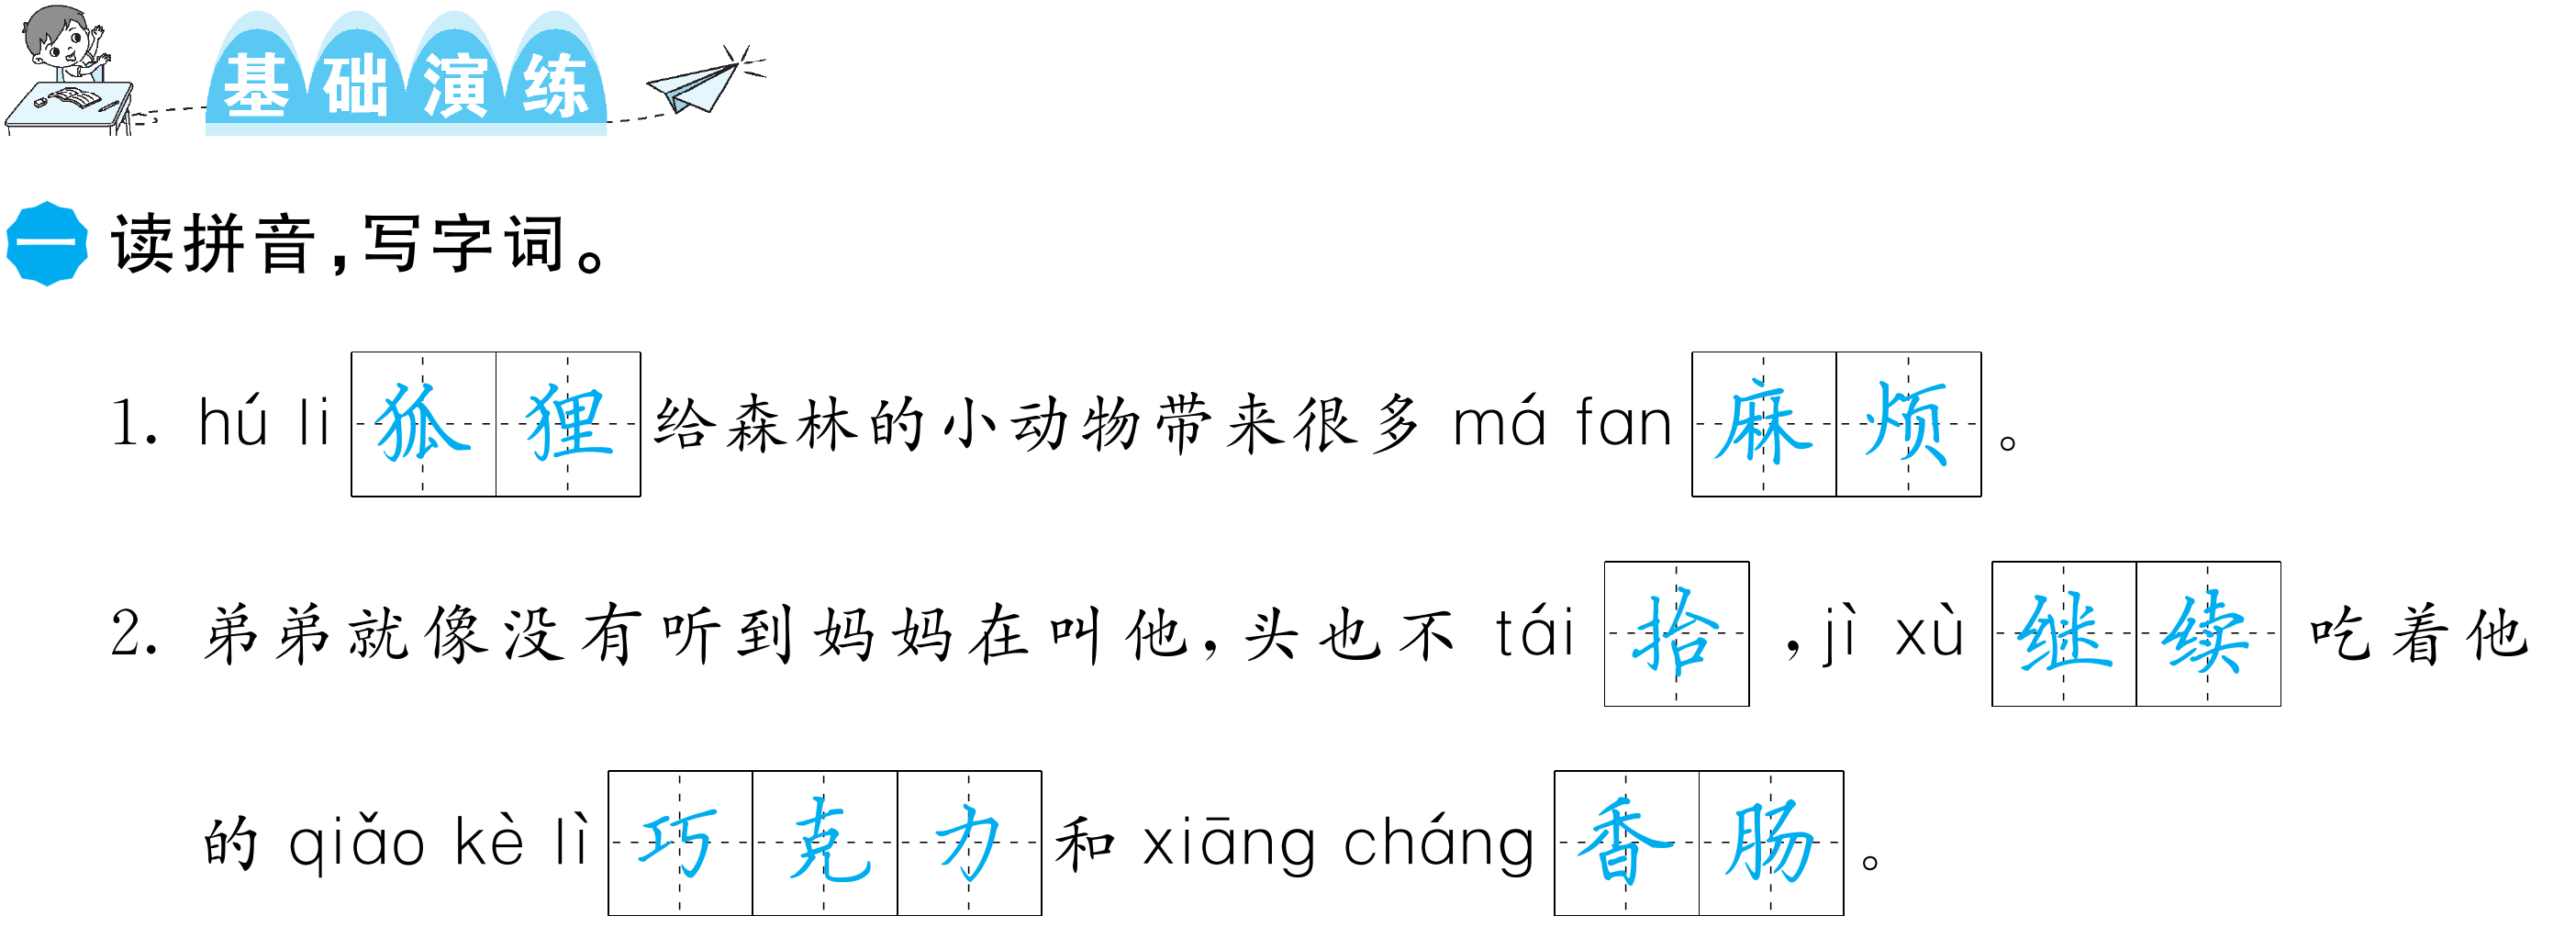 基础演练
一 读拼音,写字词。
1. hú li 狐狸给森林的小动物带来很多 má fan 麻烦。
2. 弟弟就像没有听到妈妈在叫他,头也不 tái 抬,jì xù 继续吃着他
的 qiǎo kè lì 巧克力和 xiāng cháng 香肠。